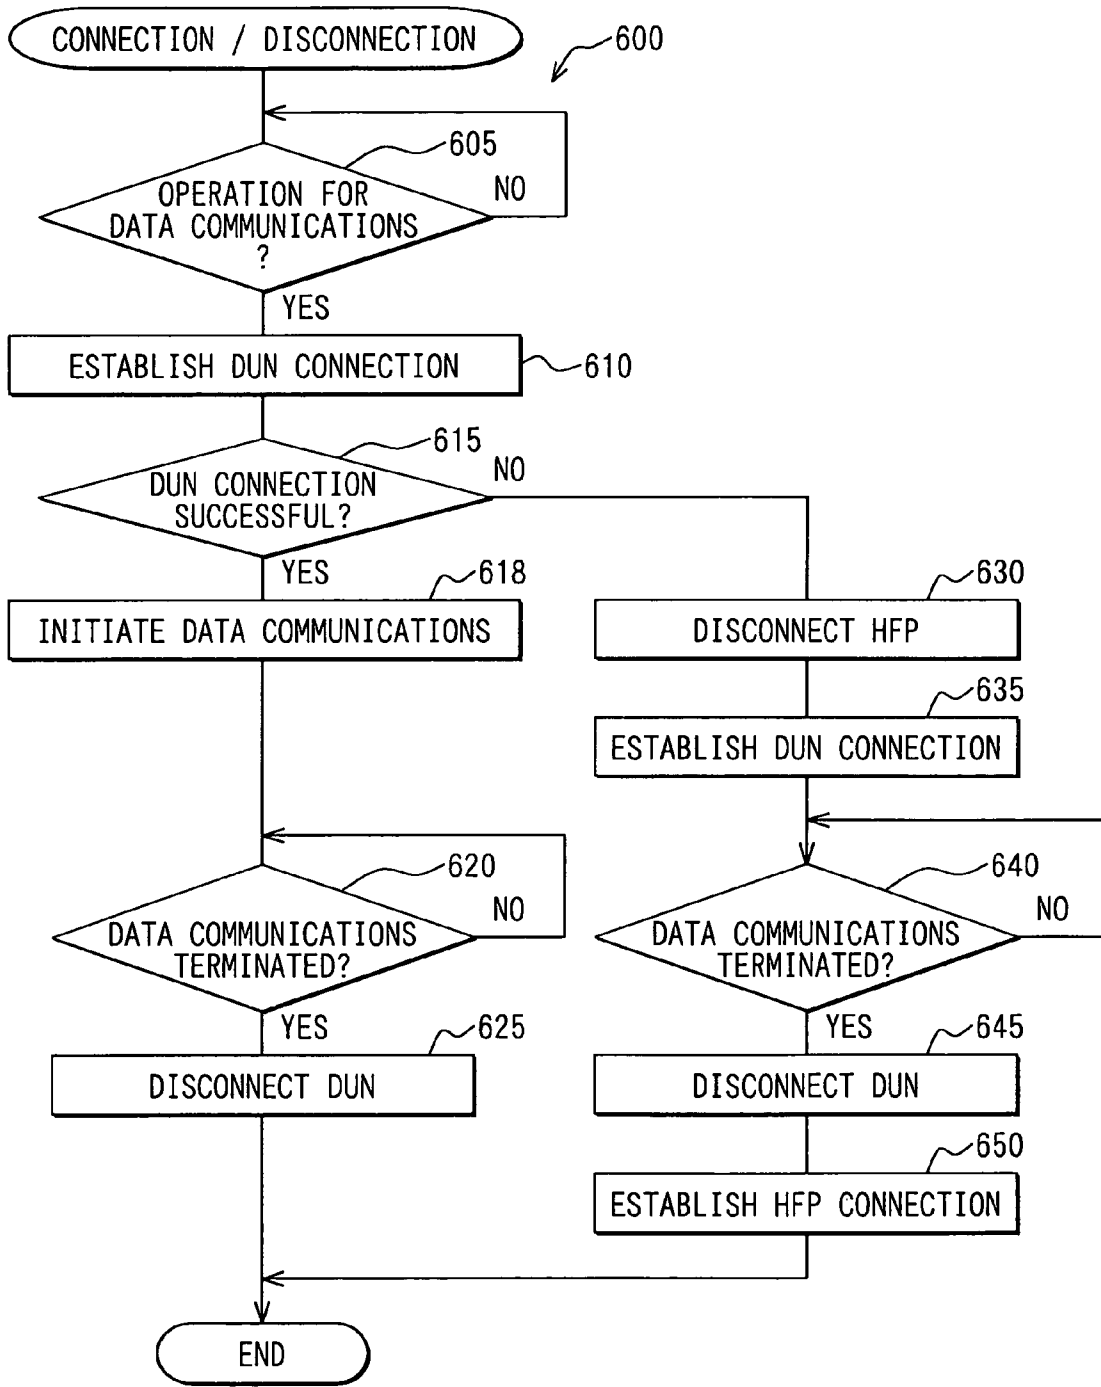 CONNECTION / DISCONNECTION
600
605
OPERATION FOR
DATA COMMUNICATIONS
?
NO
YES
ESTABLISH DUN CONNECTION
610
615
DUN CONNECTION
SUCCESSFUL?
NO
YES
618
INITIATE DATA COMMUNICATIONS
630
DISCONNECT HFP
635
ESTABLISH DUN CONNECTION
620
DATA COMMUNICATIONS
TERMINATED?
NO
YES
625
DISCONNECT DUN
640
DATA COMMUNICATIONS
TERMINATED?
NO
YES
645
DISCONNECT DUN
650
ESTABLISH HFP CONNECTION
END